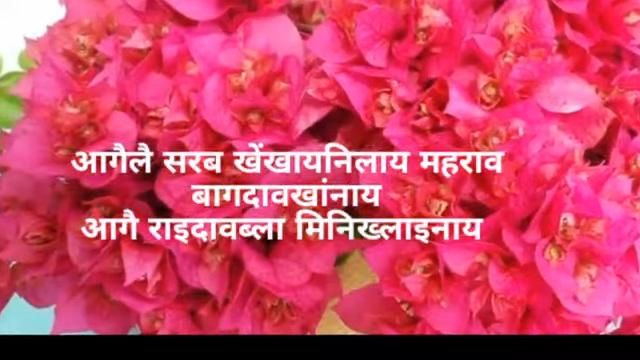 आगैलै सरब खेंखायनिलाय महराव
बागदावखांनाय
आगै राइदावब्ला मिनिख्लाइनाय